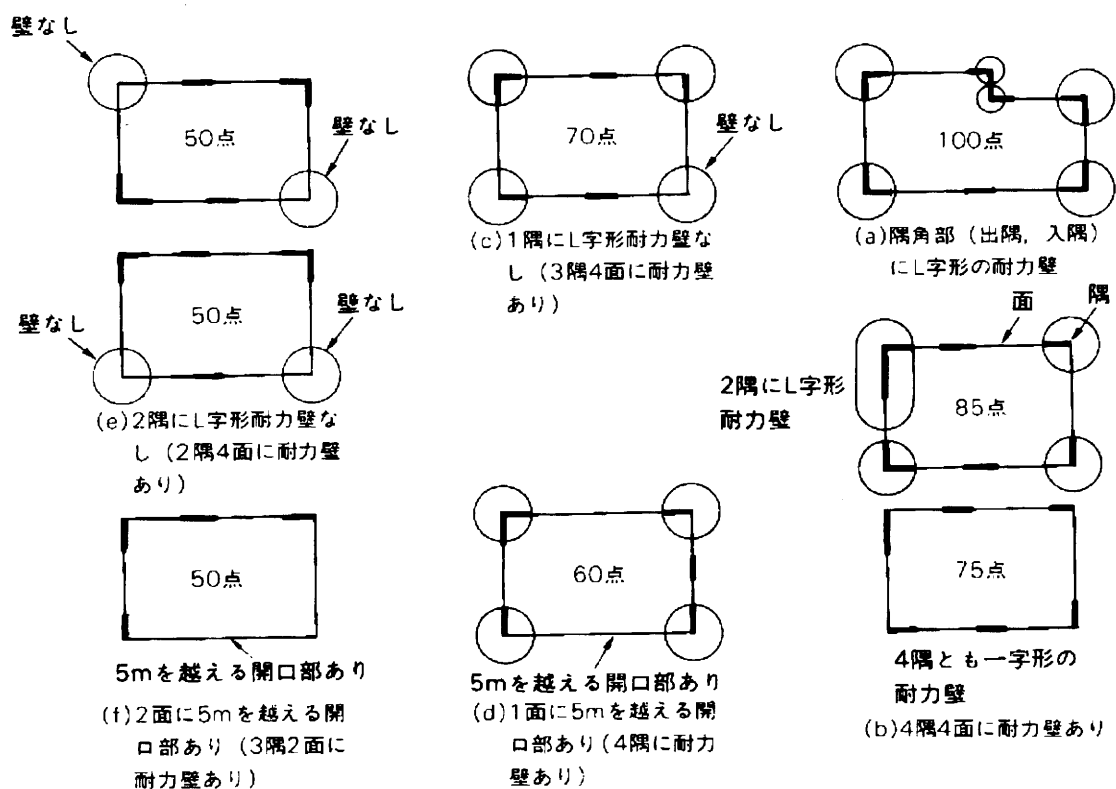 壁なし
50点
壁なし
50点
壁なし
壁なし
(e)2隅にL字形耐力壁な
し（2隅4面に耐力壁
あり）
50点
5mを越える開口部あり
(f)2面に5mを越える開
口部あり（3隅2面に
耐力壁あり）
70点
壁なし
(c)1隅にL字形耐力壁な
し（3隅4面に耐力壁
あり）
60点
5mを越える開口部あり
(d)1面に5mを越える開
口部あり（4隅に耐力
壁あり）
100点
(a)隅角部（出隅，入隅）
にL字形の耐力壁
面
隅
2隅にL字形
耐力壁
85点
75点
4隅とも一字形の
耐力壁
(b)4隅4面に耐力壁あり